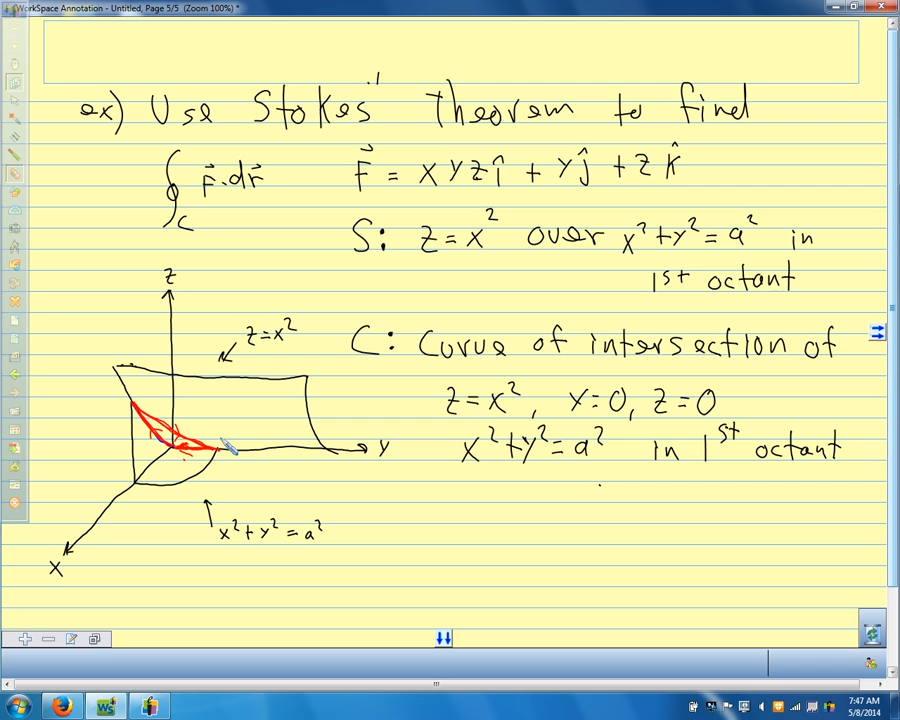 WorkSpace Annotation - Untitled, Page 5/5 (Zoom 100%) *
ex) Use Stokes' Theorem to find
∮_C F⃗·dr⃗ F⃗ = xyz î + y ĵ + z k̂
S: z = x² over x² + y² = a² in
1st octant
z
z = x²
C: Curve of intersection of
z = x², y = 0, z = 0
x² + y² = a² in 1st octant
y
x² + y² = a²
x
7:47 AM
5/8/2014